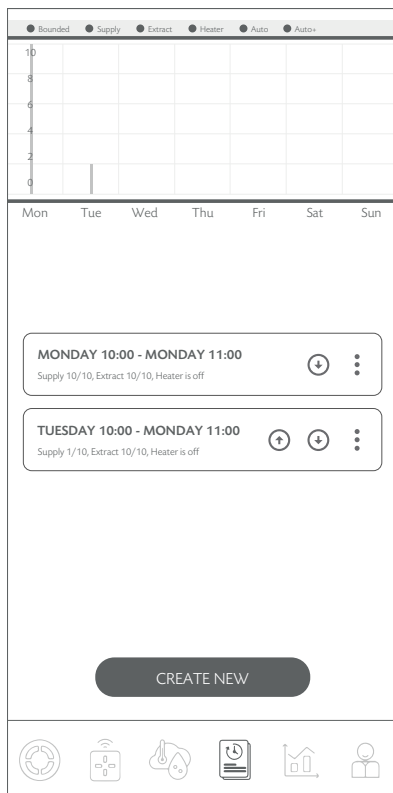 Bounded Supply Extract Heater Auto Auto+
10
8
6
4
2
0
Mon Tue Wed Thu Fri Sat Sun
MONDAY 10:00 - MONDAY 11:00
Supply 10/10, Extract 10/10, Heater is off
TUESDAY 10:00 - MONDAY 11:00
Supply 1/10, Extract 10/10, Heater is off
CREATE NEW